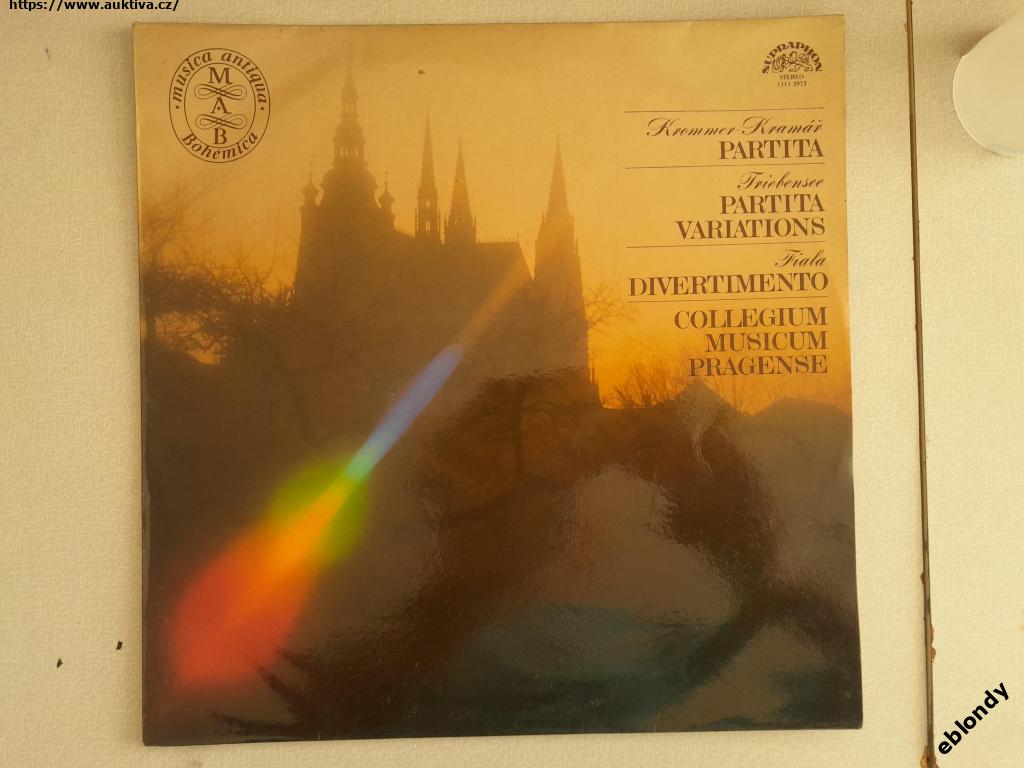 https://www.auktiva.cz/
musica antiqua
M
A
B
Bohemica
SUPRAPHON
STEREO
1111 2973
Krommer-Kramář
PARTITA
Triebensee
PARTITA
VARIATIONS
Fiala
DIVERTIMENTO
COLLEGIUM
MUSICUM
PRAGENSE
eblondy